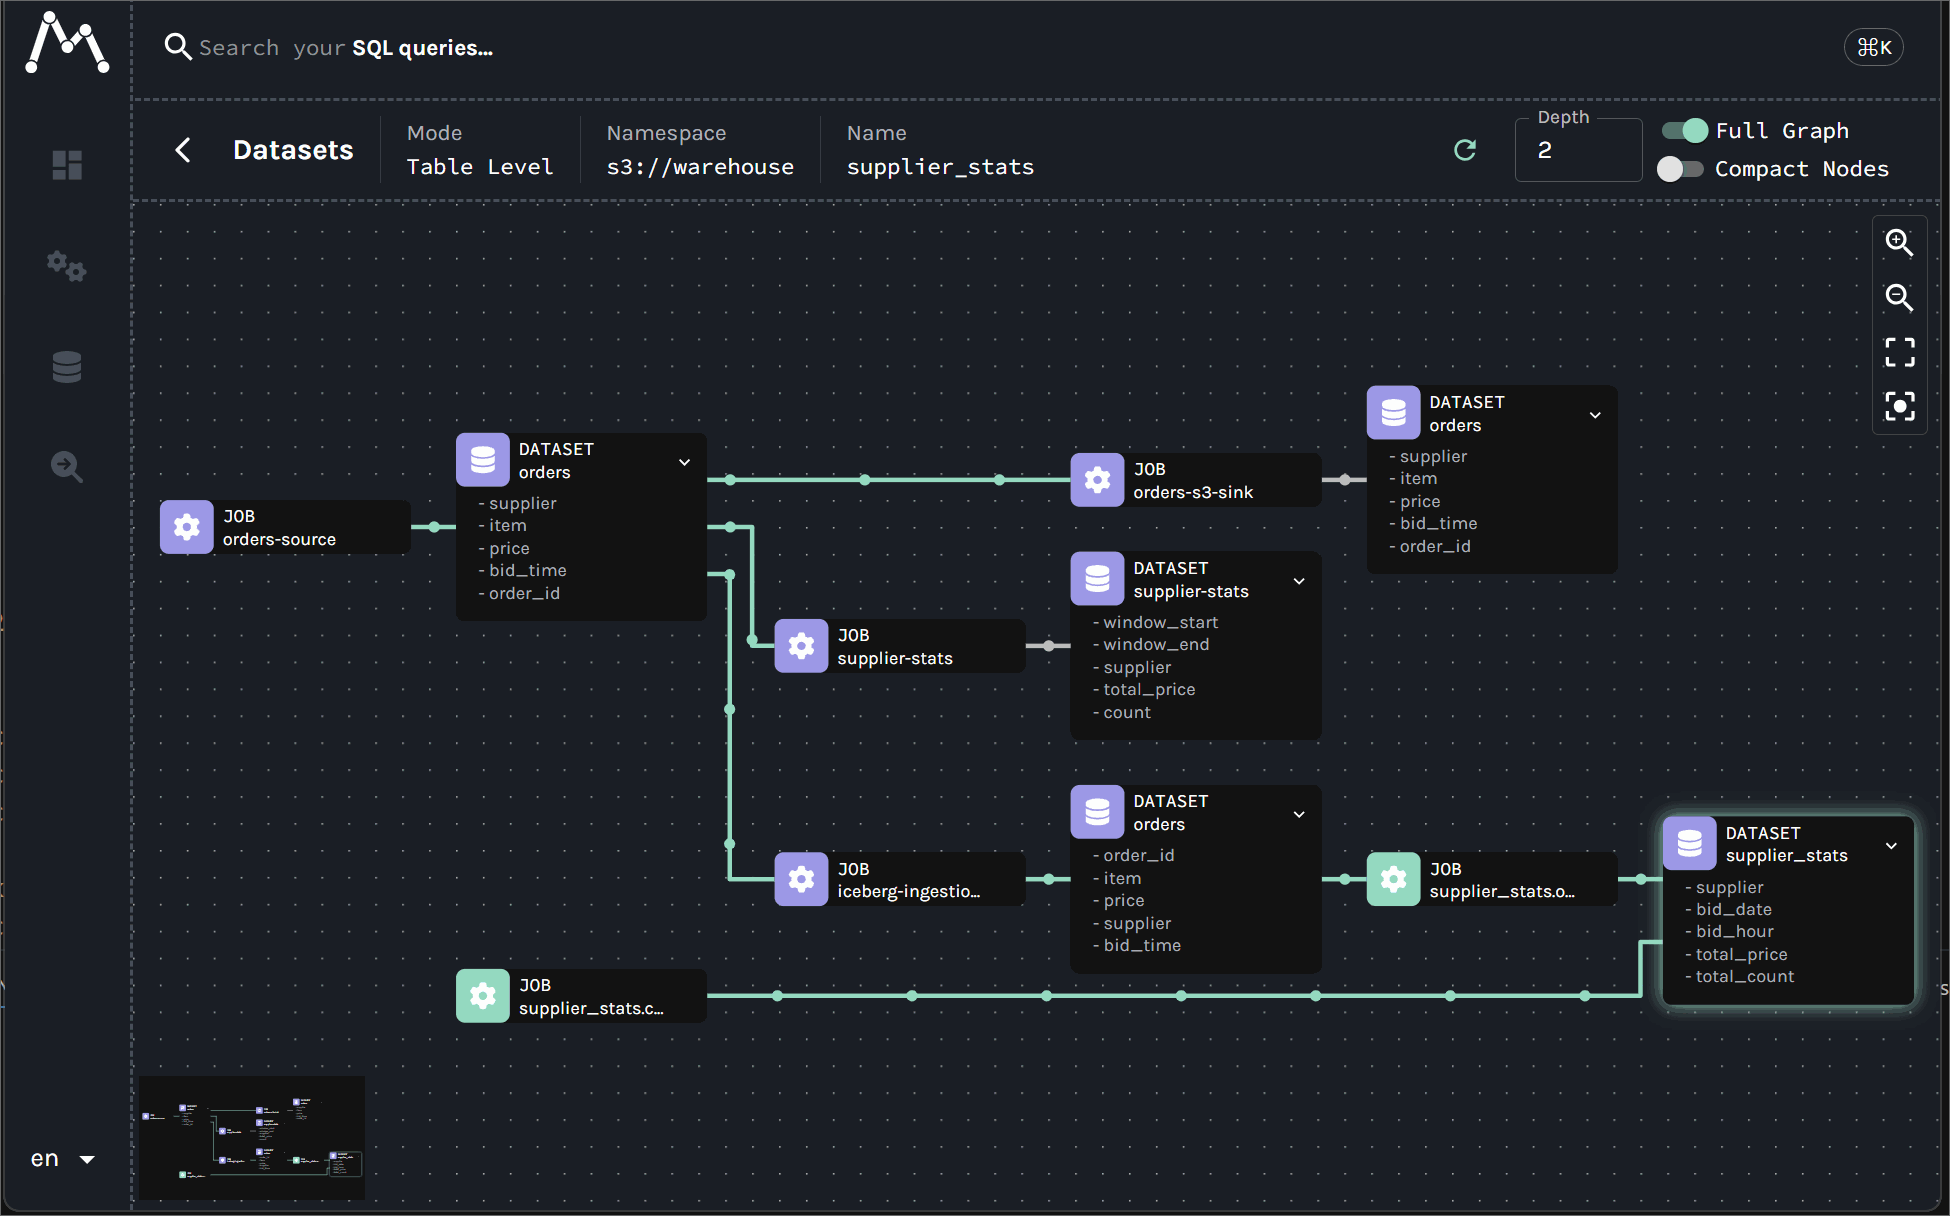 Search your SQL queries...
⌘K
Datasets
Mode
Table Level
Namespace
s3://warehouse
Name
supplier_stats
Depth
2
Full Graph
Compact Nodes
JOB
orders-source
DATASET
orders
- supplier
- item
- price
- bid_time
- order_id
JOB
orders-s3-sink
DATASET
orders
- supplier
- item
- price
- bid_time
- order_id
JOB
supplier-stats
DATASET
supplier-stats
- window_start
- window_end
- supplier
- total_price
- count
JOB
iceberg-ingestio...
DATASET
orders
- order_id
- item
- price
- supplier
- bid_time
JOB
supplier_stats.o...
DATASET
supplier_stats
- supplier
- bid_date
- bid_hour
- total_price
- total_count
JOB
supplier_stats.c...
en